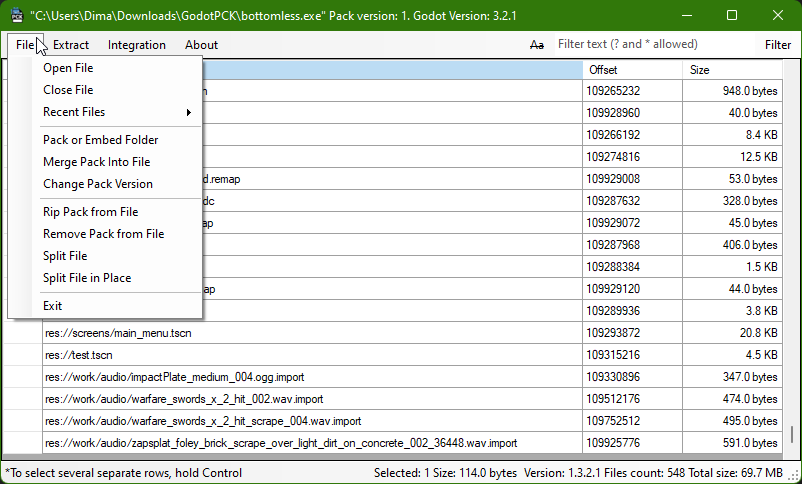 "C:\Users\Dima\Downloads\GodotPCK\bottomless.exe" Pack version: 1. Godot Version: 3.2.1
File Extract Integration About Aa Filter text (? and * allowed) Filter
Offset Size
Open File
109265232 948.0 bytes
Close File
109928960 40.0 bytes
Recent Files
109266192 8.4 KB
Pack or Embed Folder
109274816 12.5 KB
Merge Pack Into File
d.remap 109929008 53.0 bytes
Change Pack Version
dc 109287632 328.0 bytes
Rip Pack from File
ap 109929072 45.0 bytes
Remove Pack from File
109287968 406.0 bytes
Split File
109288384 1.5 KB
Split File in Place
ap 109929120 44.0 bytes
Exit
109289936 3.8 KB
res://screens/main_menu.tscn 109293872 20.8 KB
res://test.tscn 109315216 4.5 KB
res://work/audio/impactPlate_medium_004.ogg.import 109330896 347.0 bytes
res://work/audio/warfare_swords_x_2_hit_002.wav.import 109512176 474.0 bytes
res://work/audio/warfare_swords_x_2_hit_scrape_004.wav.import 109752512 495.0 bytes
res://work/audio/zapsplat_foley_brick_scrape_over_light_dirt_on_concrete_002_36448.wav.import 109925776 591.0 bytes
*To select several separate rows, hold Control Selected: 1 Size: 114.0 bytes Version: 1.3.2.1 Files count: 548 Total size: 69.7 MB